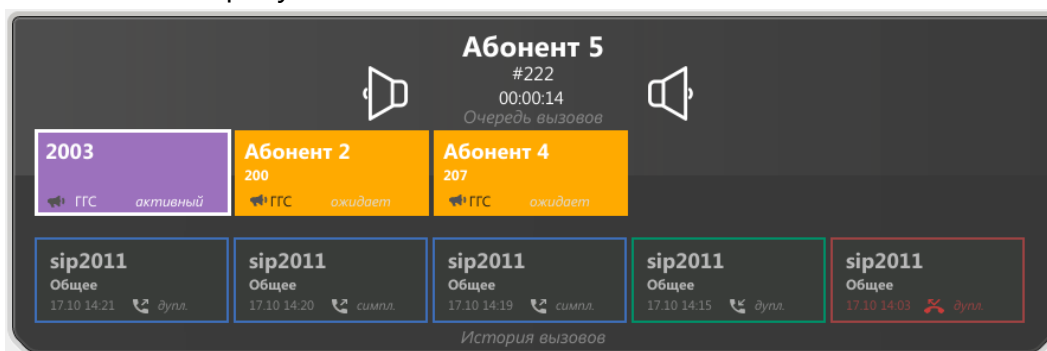 Абонент 5
#222
00:00:14
Очередь вызовов
2003
ГГС активный
Абонент 2
200
ГГС ожидает
Абонент 4
207
ГГС ожидает
sip2011
Общее
17.10 14:21 дупл.
sip2011
Общее
17.10 14:20 симпл.
sip2011
Общее
17.10 14:19 симпл.
sip2011
Общее
17.10 14:15 дупл.
sip2011
Общее
17.10 14:03 дупл.
История вызовов